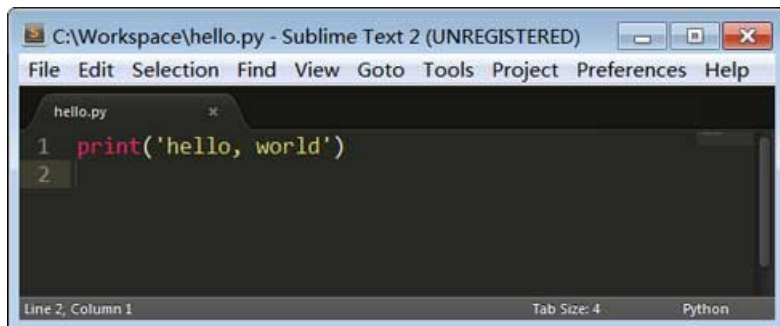 C:\Workspace\hello.py - Sublime Text 2 (UNREGISTERED)
File Edit Selection Find View Goto Tools Project Preferences Help
hello.py
1 print('hello, world')
2
Line 2, Column 1 Tab Size: 4 Python